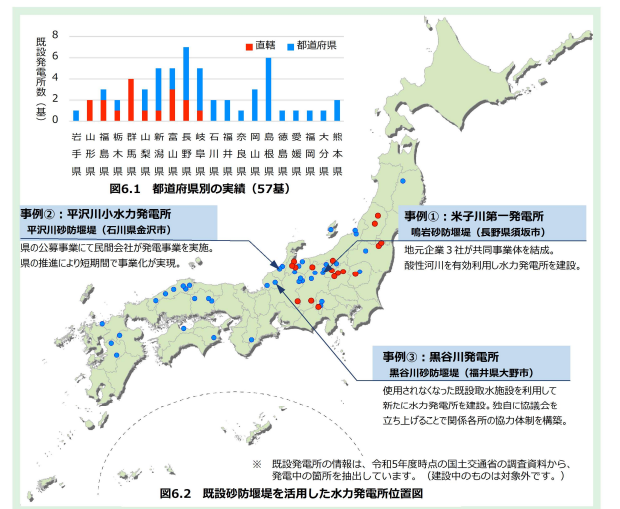 既設発電所数（基）
8
6
4
2
0
直轄
都道府県
岩手県
山形県
福島県
栃木県
群馬県
山梨県
新潟県
富山県
長野県
岐阜県
石川県
福井県
奈良県
岡山県
島根県
徳島県
愛媛県
福岡県
大分県
熊本県
図6.1　都道府県別の実績（57基）
事例②：平沢川小水力発電所
平沢川砂防堰堤（石川県金沢市）
県の公募事業にて民間会社が発電事業を実施。
県の推進により短期間で事業化が実現。
事例①：米子川第一発電所
鳴岩砂防堰堤（長野県須坂市）
地元企業３社が共同事業体を結成。
酸性河川を有効利用し水力発電所を建設。
事例③：黒谷川発電所
黒谷川砂防堰堤（福井県大野市）
使用されなくなった既設取水施設を利用して
新たに水力発電所を建設。独自に協議会を
立ち上げることで関係各所の協力体制を構築。
※　既設発電所の情報は、令和5年度時点の国土交通省の調査資料から、
発電中の箇所を抽出しています。（建設中のものは対象外です。）
図6.2　既設砂防堰堤を活用した水力発電所位置図